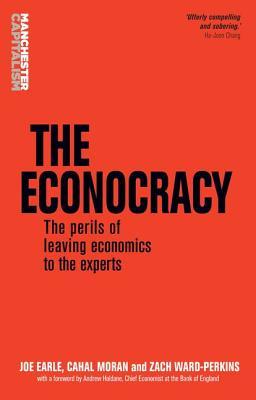 MANCHESTER
CAPITALISM
'Utterly compelling
and sobering.'
Ha-Joon Chang
THE
ECONOCRACY
The perils of
leaving economics
to the experts
JOE EARLE, CAHAL MORAN and ZACH WARD-PERKINS
with a foreword by Andrew Haldane, Chief Economist at the Bank of England